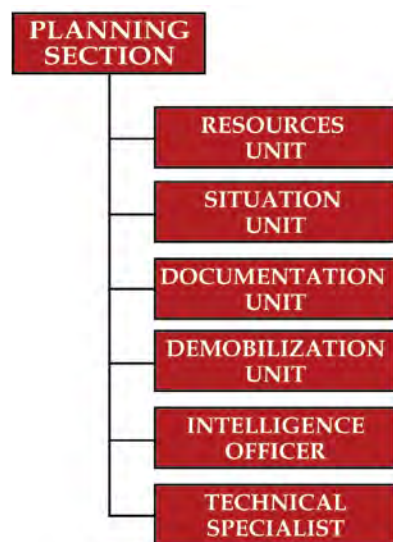 PLANNING
SECTION
RESOURCES
UNIT
SITUATION
UNIT
DOCUMENTATION
UNIT
DEMOBILIZATION
UNIT
INTELLIGENCE
OFFICER
TECHNICAL
SPECIALIST